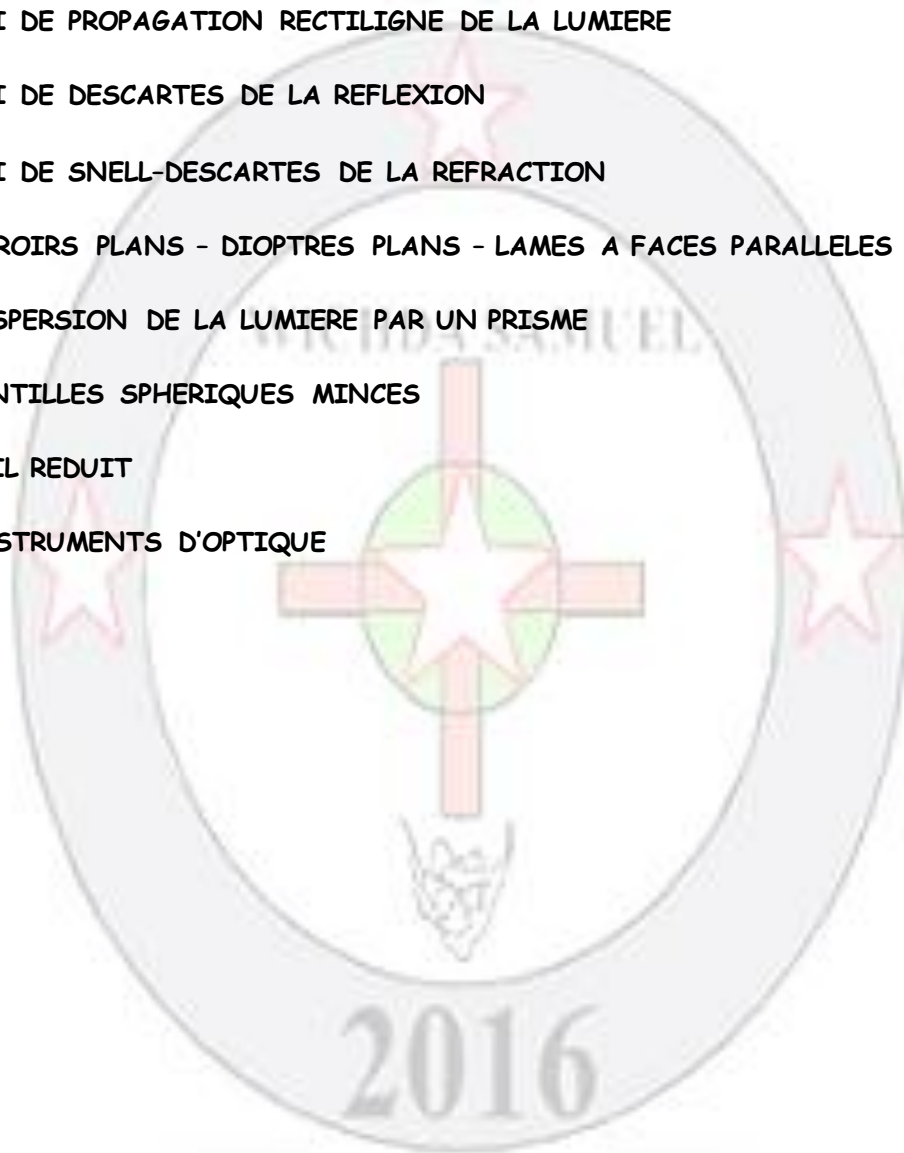 I DE PROPAGATION RECTILIGNE DE LA LUMIERE
I DE DESCARTES DE LA REFLEXION
I DE SNELL–DESCARTES DE LA REFRACTION
ROIRS PLANS – DIOPTRES PLANS – LAMES A FACES PARALLELES
SPERSION DE LA LUMIERE PAR UN PRISME
SAMUEL
NTILLES SPHERIQUES MINCES
IL REDUIT
STRUMENTS D'OPTIQUE
2016